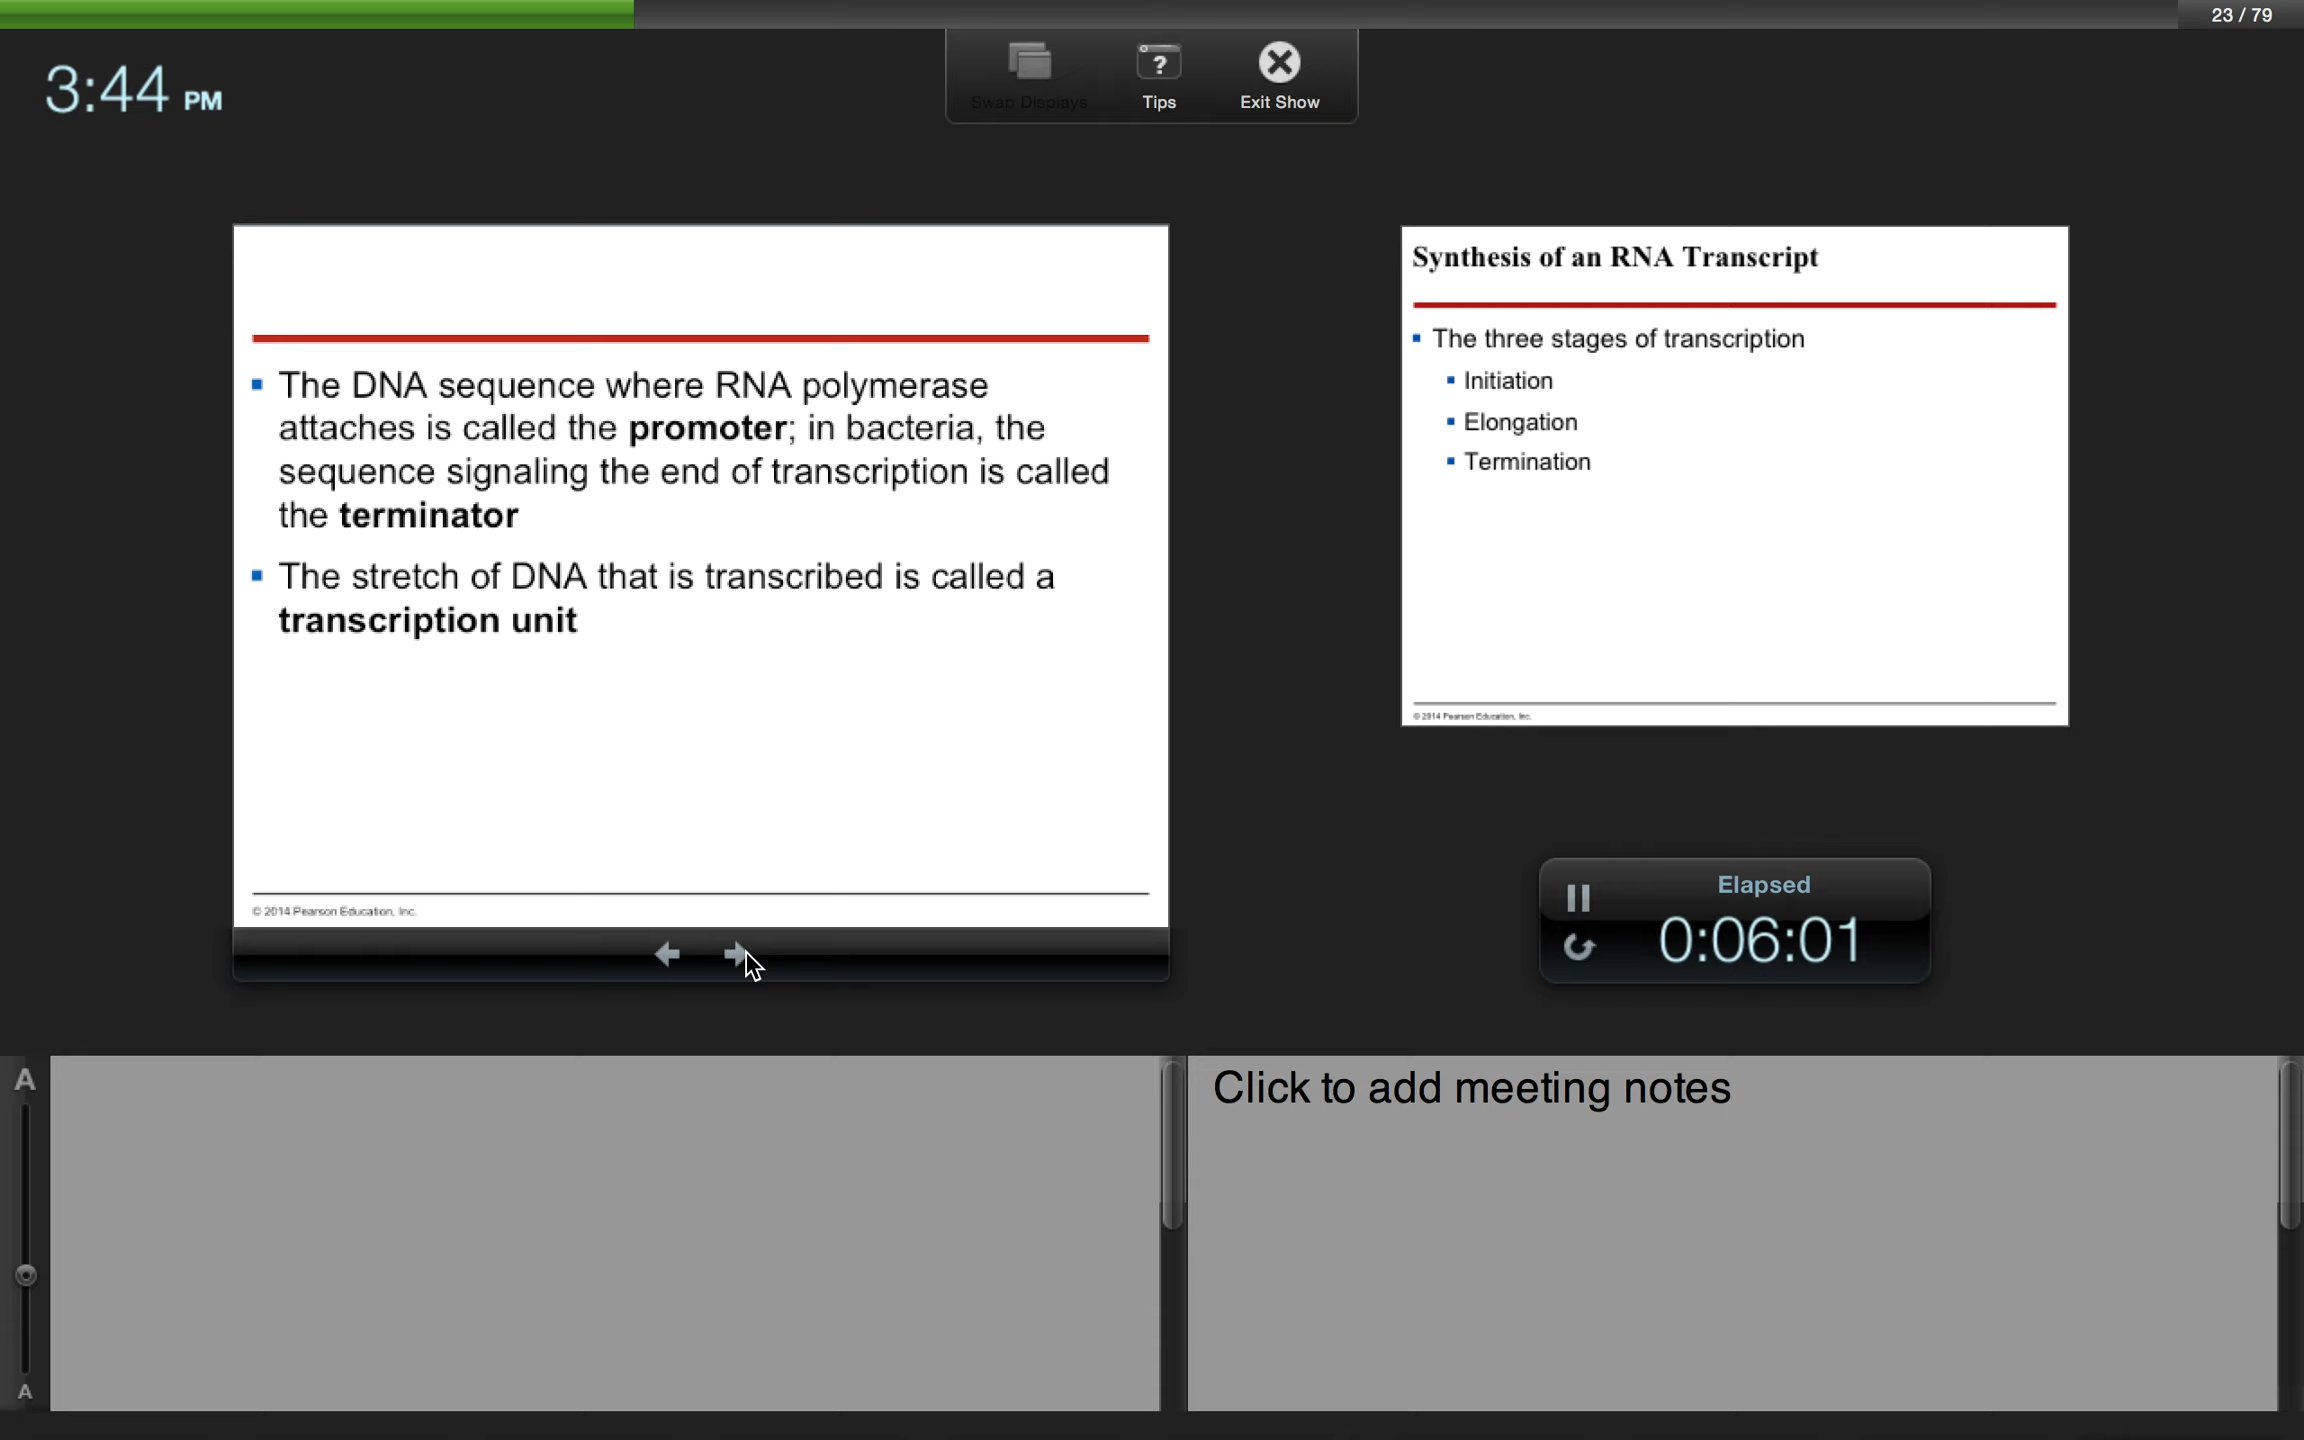 23 / 79
3:44 PM
Swap Displays
Tips
Exit Show
The DNA sequence where RNA polymerase
attaches is called the promoter; in bacteria, the
sequence signaling the end of transcription is called
the terminator
The stretch of DNA that is transcribed is called a
transcription unit
© 2014 Pearson Education, Inc.
Synthesis of an RNA Transcript
The three stages of transcription
Initiation
Elongation
Termination
© 2014 Pearson Education, Inc.
Elapsed
0:06:01
A
A
Click to add meeting notes